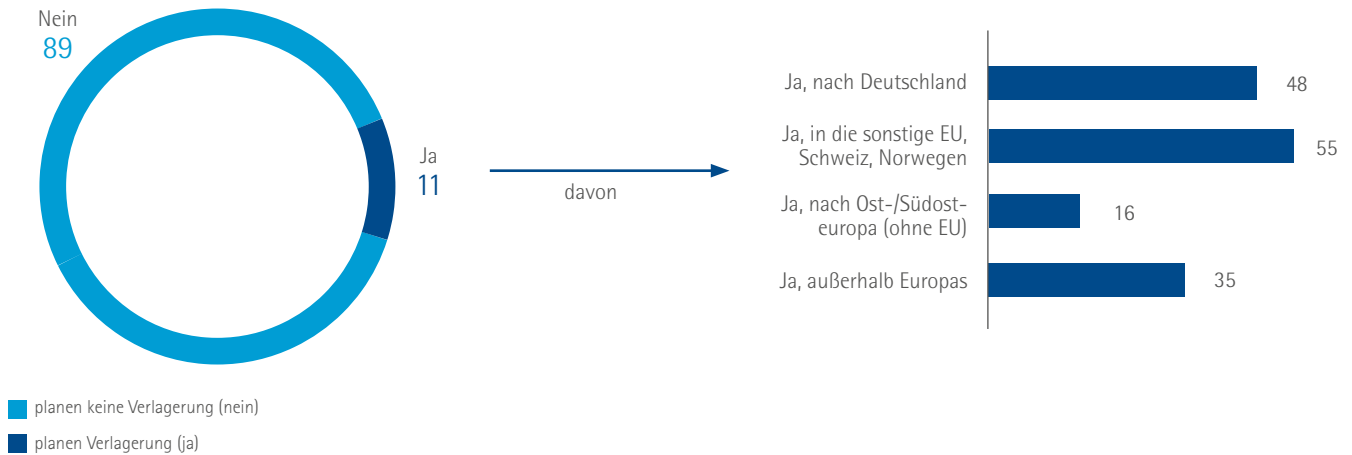 Nein
89
Ja
11
davon
Ja, nach Deutschland
48
Ja, in die sonstige EU,
Schweiz, Norwegen
55
Ja, nach Ost-/Südost-
europa (ohne EU)
16
Ja, außerhalb Europas
35
planen keine Verlagerung (nein)
planen Verlagerung (ja)